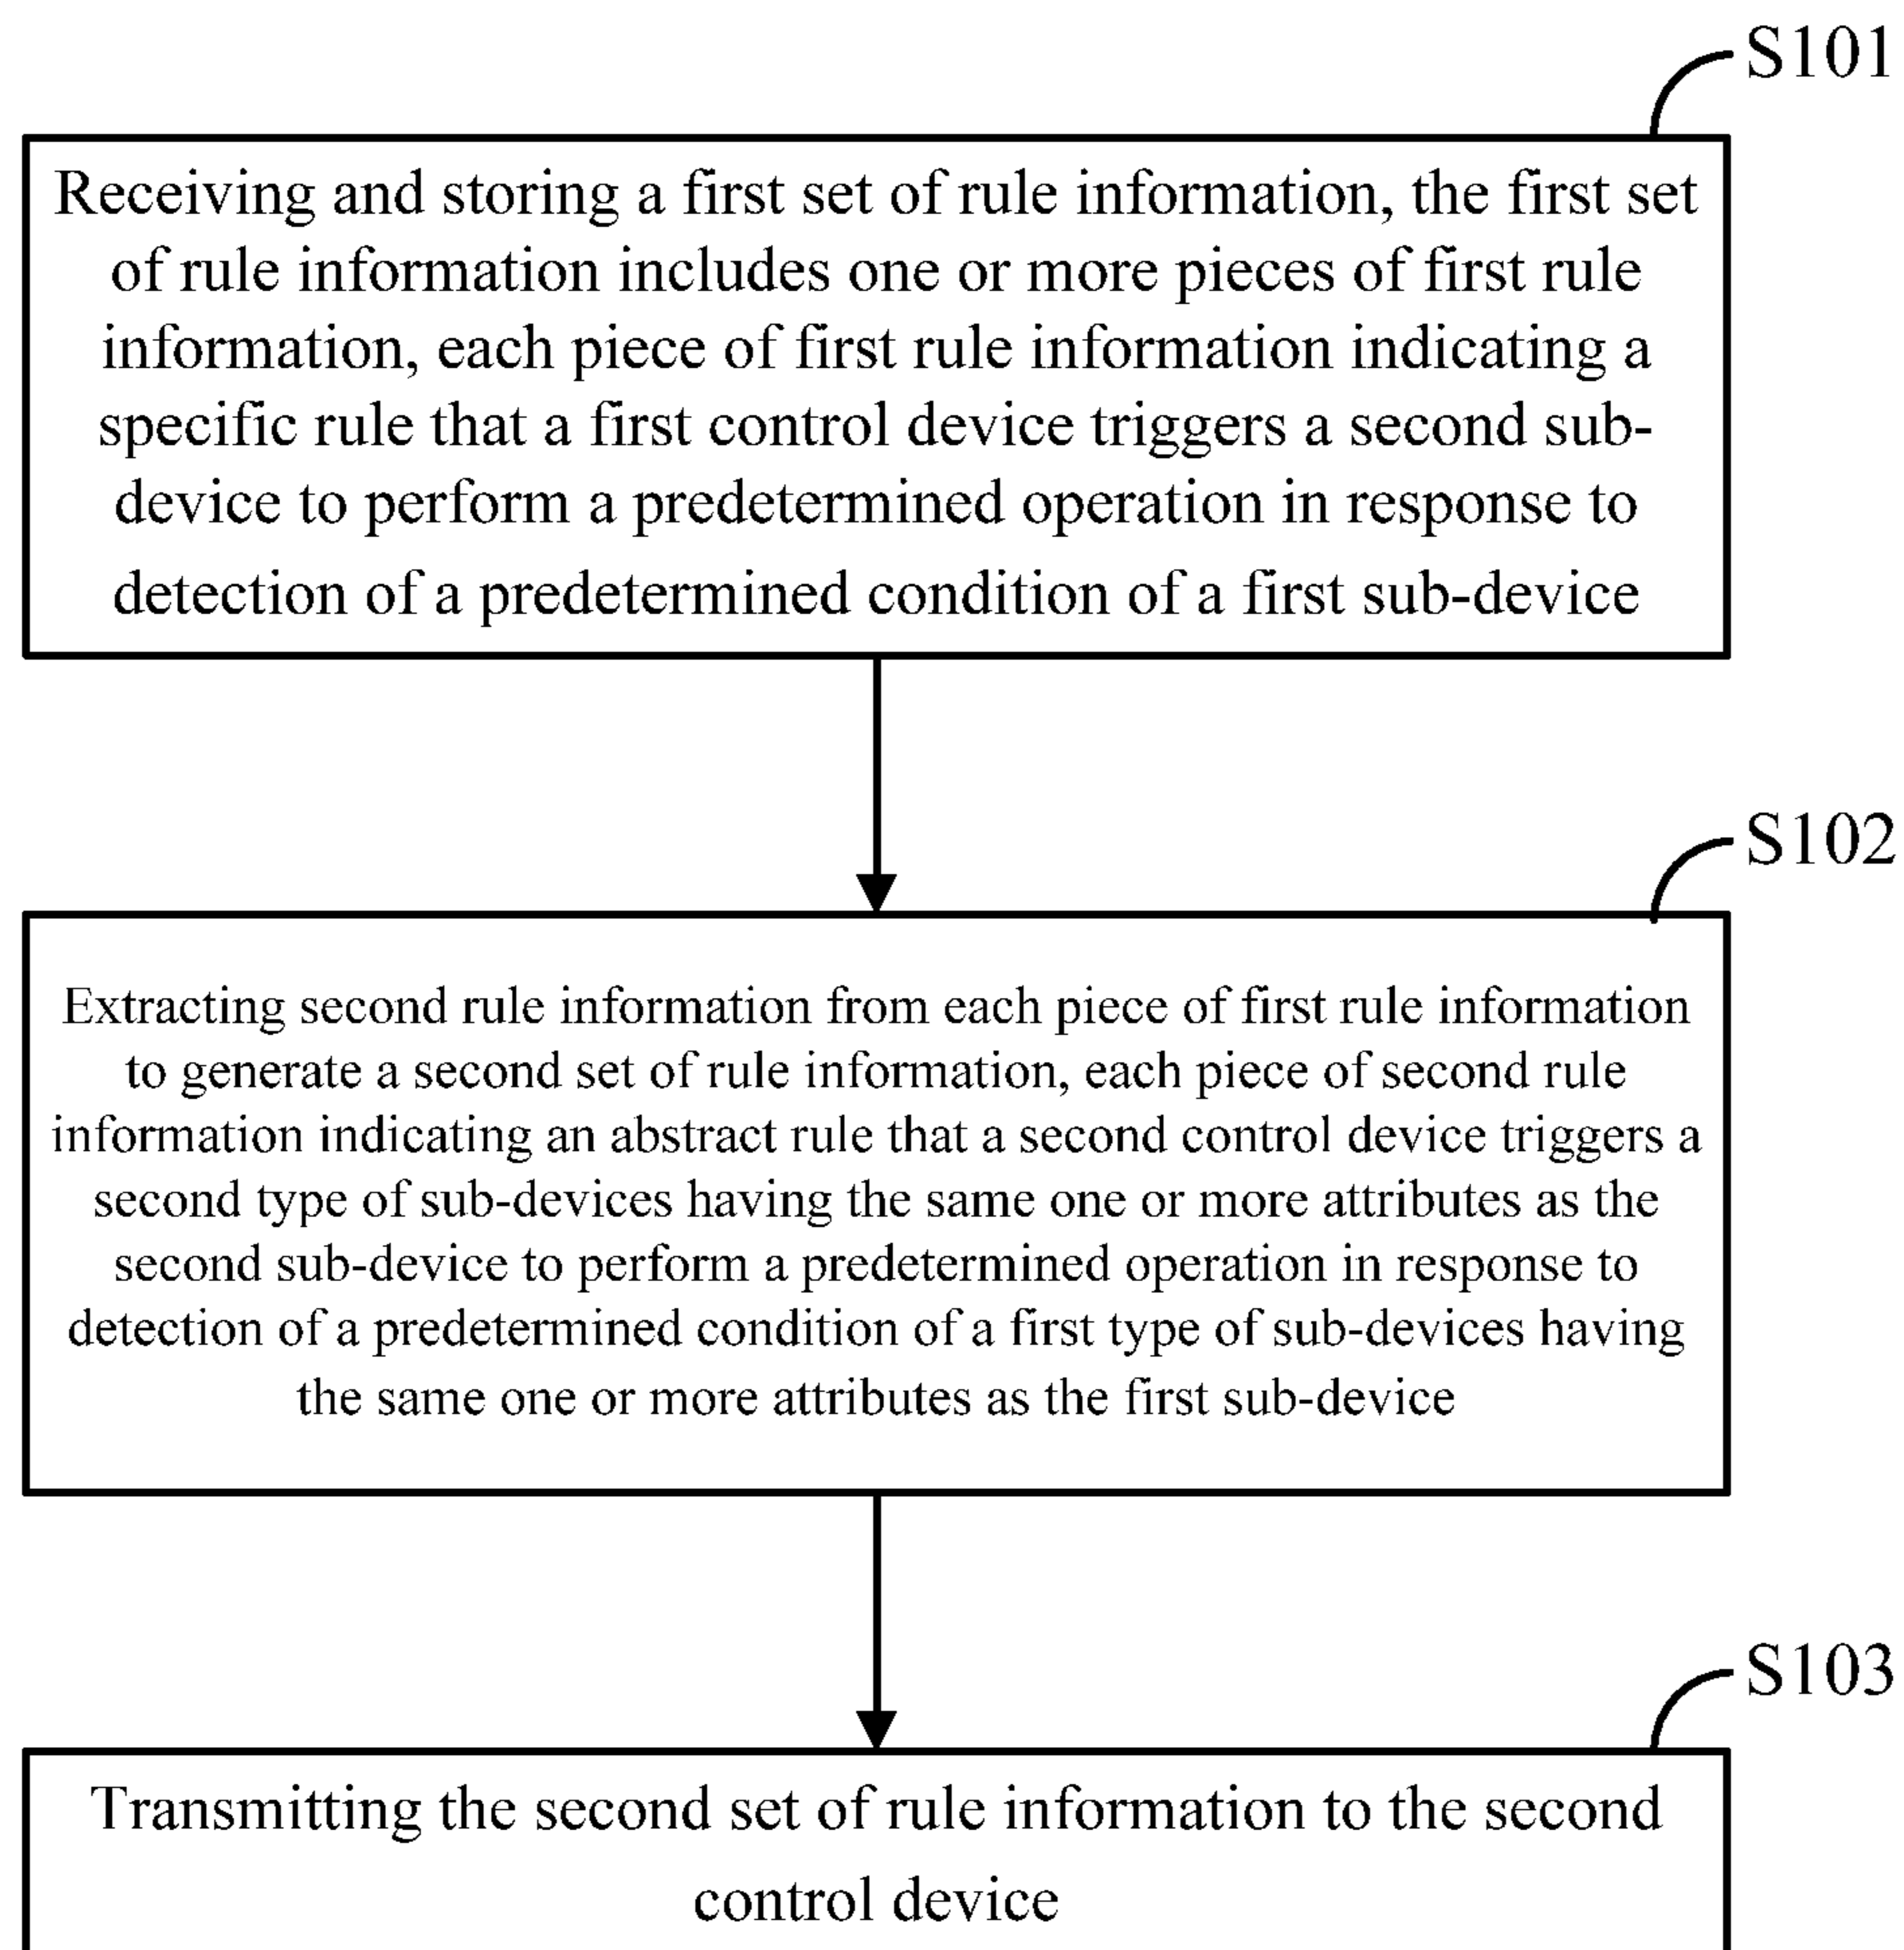 S101
Receiving and storing a first set of rule information, the first set
of rule information includes one or more pieces of first rule
information, each piece of first rule information indicating a
specific rule that a first control device triggers a second sub-
device to perform a predetermined operation in response to
detection of a predetermined condition of a first sub-device
S102
Extracting second rule information from each piece of first rule information
to generate a second set of rule information, each piece of second rule
information indicating an abstract rule that a second control device triggers a
second type of sub-devices having the same one or more attributes as the
second sub-device to perform a predetermined operation in response to
detection of a predetermined condition of a first type of sub-devices having
the same one or more attributes as the first sub-device
S103
Transmitting the second set of rule information to the second
control device